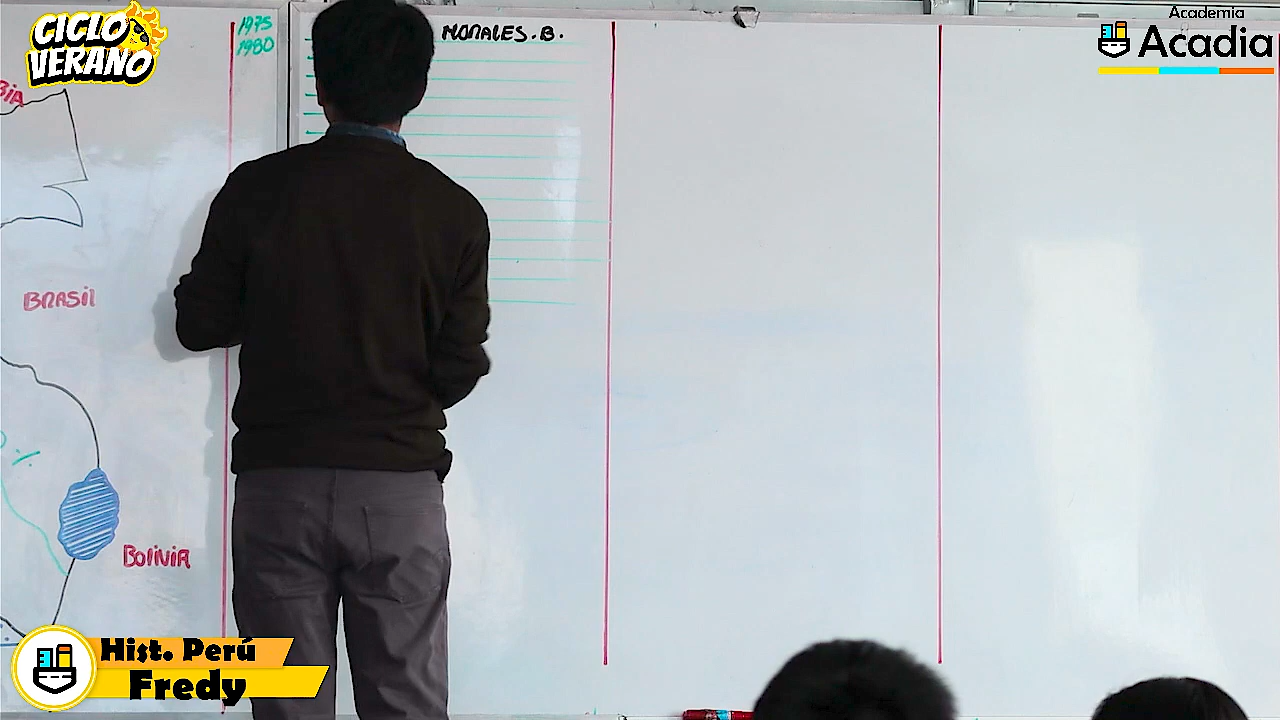 CICLO
VERANO
1975
1980
MORALES.B.
Academia
Acadia
BRASIL
BOLIVIA
Hist. Perú
Fredy